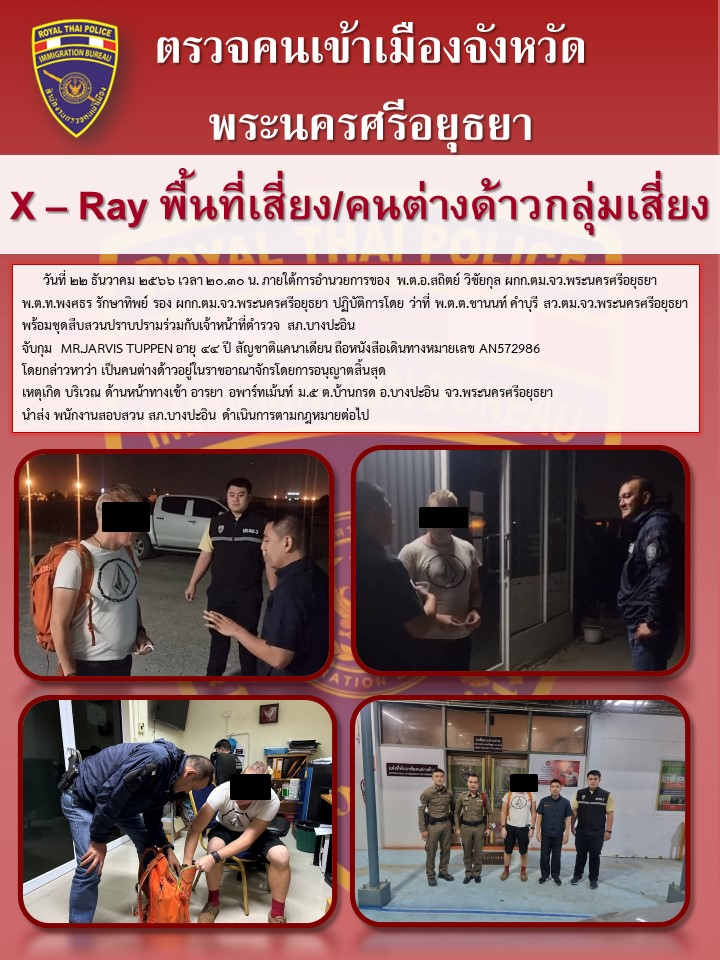 ROYAL THAI POLICE
IMMIGRATION BUREAU
สำนักงานตรวจคนเข้าเมือง
ตรวจคนเข้าเมืองจังหวัด
พระนครศรีอยุธยา
X – Ray พื้นที่เสี่ยง/คนต่างด้าวกลุ่มเสี่ยง
วันที่ ๒๒ ธันวาคม ๒๕๖๖ เวลา ๒๐.๓๐ น. ภายใต้การอำนวยการของ พ.ต.อ.สถิตย์ วิชัยกุล ผกก.ตม.จว.พระนครศรีอยุธยา
พ.ต.ท.พงศธร รักษาทิพย์ รอง ผกก.ตม.จว.พระนครศรีอยุธยา ปฏิบัติการโดย ว่าที่ พ.ต.ต.ชานนท์ คำบุรี สว.ตม.จว.พระนครศรีอยุธยา
พร้อมชุดสืบสวนปราบปรามร่วมกับเจ้าหน้าที่ตำรวจ สภ.บางปะอิน
จับกุม MR.JARVIS TUPPEN อายุ ๔๔ ปี สัญชาติแคนาเดียน ถือหนังสือเดินทางหมายเลข AN572986
โดยกล่าวหาว่า เป็นคนต่างด้าวอยู่ในราชอาณาจักรโดยการอนุญาตสิ้นสุด
เหตุเกิด บริเวณ ด้านหน้าทางเข้า อารยา อพาร์ทเม้นท์ ม.๕ ต.บ้านกรด อ.บางปะอิน จว.พระนครศรีอยุธยา
นำส่ง พนักงานสอบสวน สภ.บางปะอิน ดำเนินการตามกฎหมายต่อไป
ROYAL THAI POLICE
IMMIGRATION BUREAU